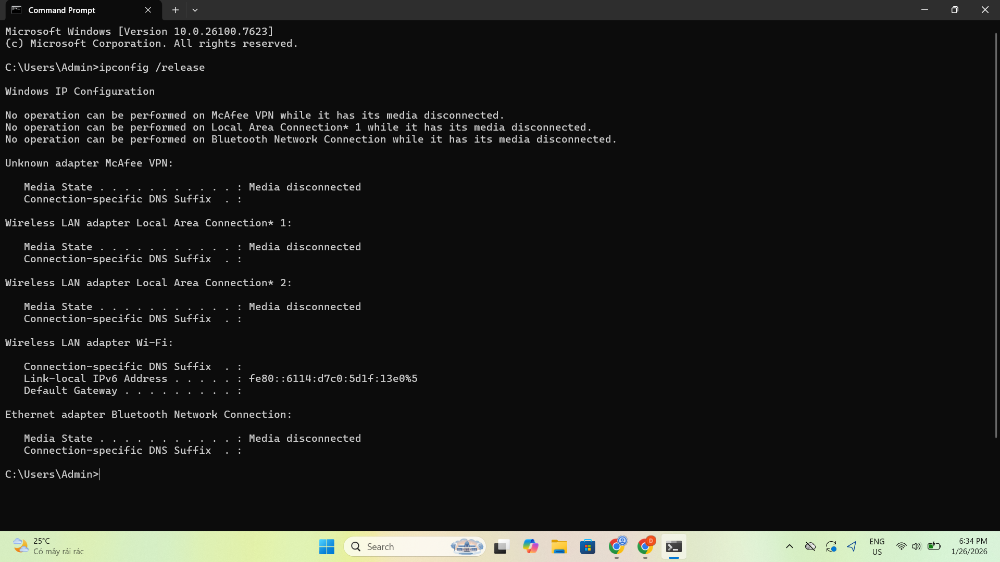 Command Prompt
Microsoft Windows [Version 10.0.26100.7623]
(c) Microsoft Corporation. All rights reserved.
C:\Users\Admin>ipconfig /release
Windows IP Configuration
No operation can be performed on McAfee VPN while it has its media disconnected.
No operation can be performed on Local Area Connection* 1 while it has its media disconnected.
No operation can be performed on Bluetooth Network Connection while it has its media disconnected.
Unknown adapter McAfee VPN:
Media State . . . . . . . . . . . : Media disconnected
Connection-specific DNS Suffix  . :
Wireless LAN adapter Local Area Connection* 1:
Media State . . . . . . . . . . . : Media disconnected
Connection-specific DNS Suffix  . :
Wireless LAN adapter Local Area Connection* 2:
Media State . . . . . . . . . . . : Media disconnected
Connection-specific DNS Suffix  . :
Wireless LAN adapter Wi-Fi:
Connection-specific DNS Suffix  . :
Link-local IPv6 Address . . . . . : fe80::6114:d7c0:5d1f:13e0%5
Default Gateway . . . . . . . . . :
Ethernet adapter Bluetooth Network Connection:
Media State . . . . . . . . . . . : Media disconnected
Connection-specific DNS Suffix  . :
C:\Users\Admin>
25°C
Có mây rải rác
Search
D
ENG
US
6:34 PM
1/26/2026